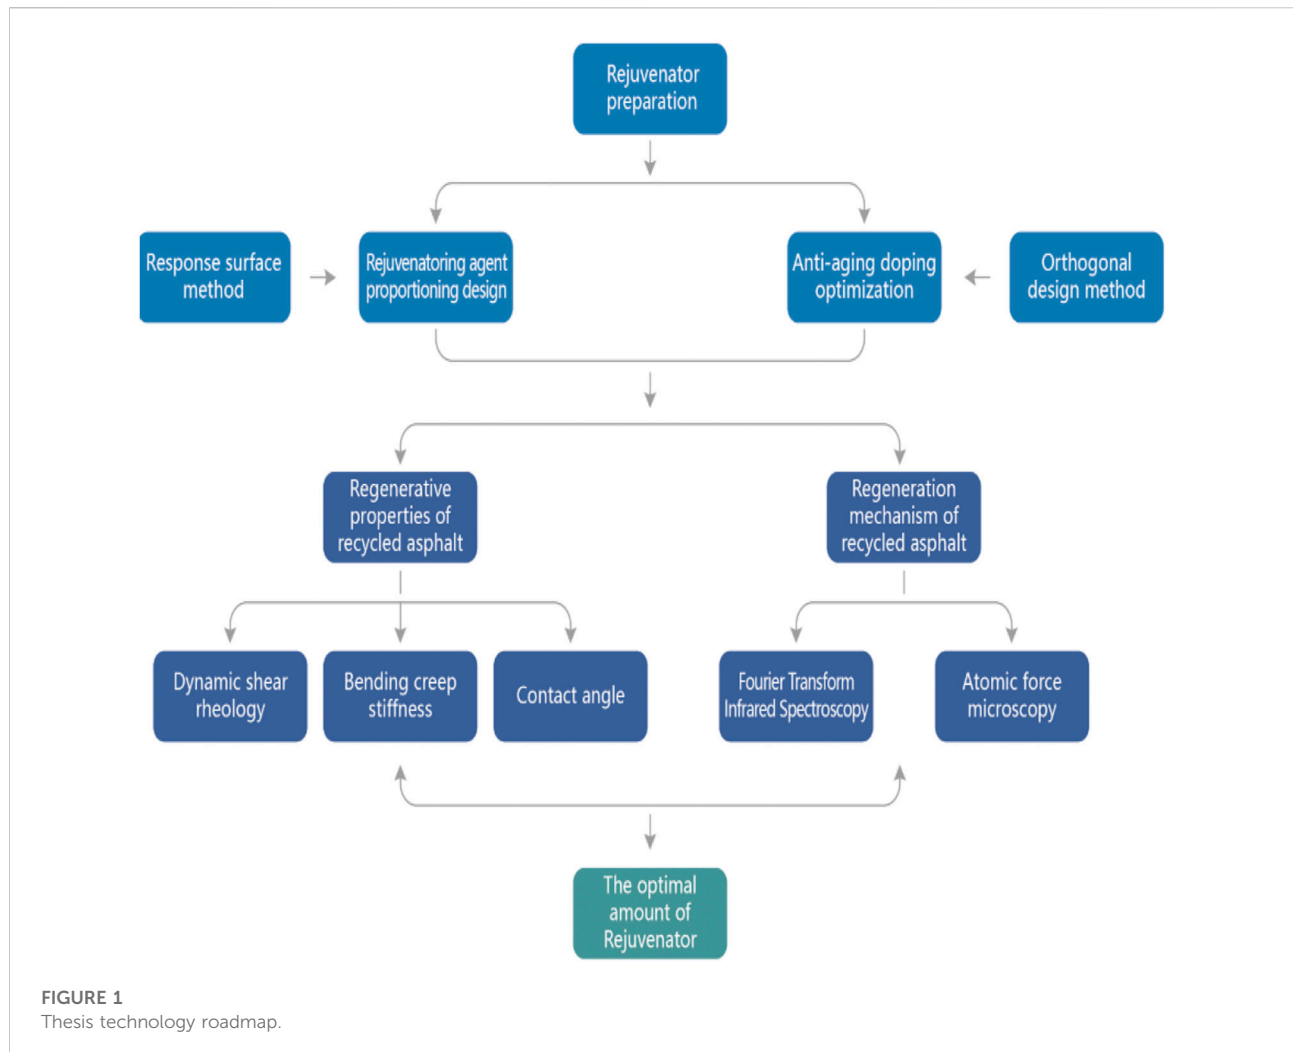 Rejuvenator
preparation
Response surface
method
Rejuvenatoring agent
proportioning design
Anti-aging doping
optimization
Orthogonal
design method
Regenerative
properties of
recycled asphalt
Regeneration
mechanism of
recycled asphalt
Dynamic shear
rheology
Bending creep
stiffness
Contact angle
Fourier Transform
Infrared Spectroscopy
Atomic force
microscopy
The optimal
amount of
Rejuvenator
FIGURE 1
Thesis technology roadmap.